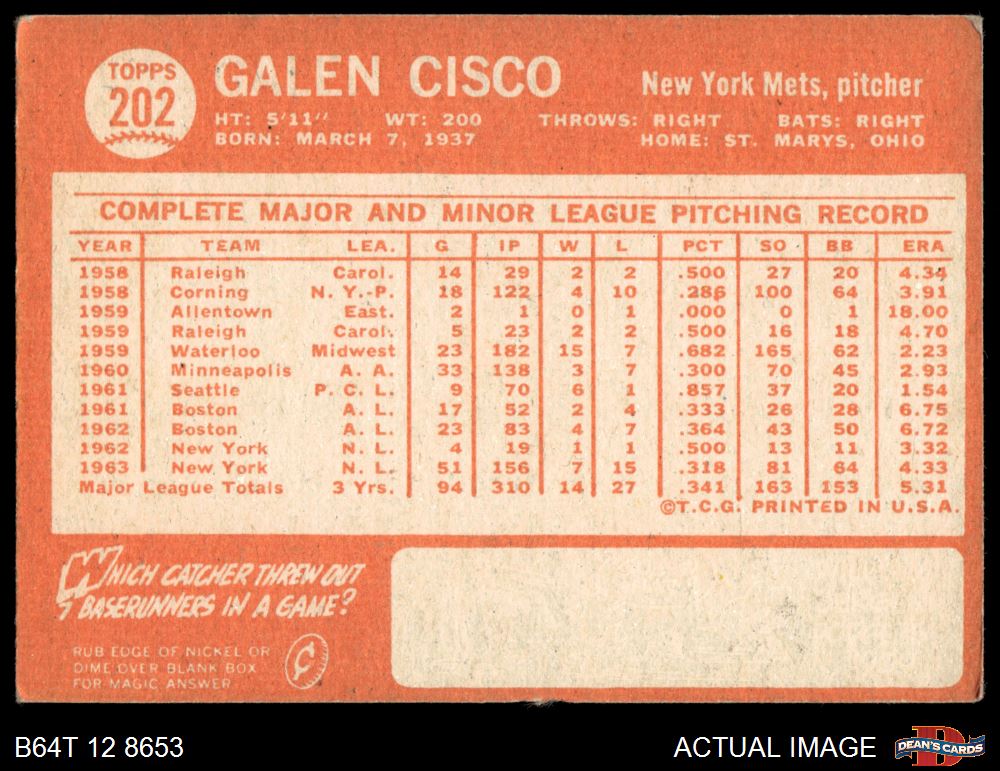 TOPPS
202
GALEN CISCO
New York Mets, pitcher
HT: 5'11" WT: 200 THROWS: RIGHT BATS: RIGHT
BORN: MARCH 7, 1937 HOME: ST. MARYS, OHIO
COMPLETE MAJOR AND MINOR LEAGUE PITCHING RECORD
YEAR TEAM LEA. G IP W L PCT SO BB ERA
1958 Raleigh Carol. 14 29 2 2 .500 27 20 4.34
1958 Corning N. Y.-P. 18 122 4 10 .286 100 64 3.91
1959 Allentown East. 2 1 0 1 .000 0 1 18.00
1959 Raleigh Carol. 5 23 2 2 .500 16 18 4.70
1959 Waterloo Midwest 23 182 15 7 .682 165 62 2.23
1960 Minneapolis A. A. 33 138 3 7 .300 70 45 2.93
1961 Seattle P. C. L. 9 70 6 1 .857 37 20 1.54
1961 Boston A. L. 17 52 2 4 .333 26 28 6.75
1962 Boston A. L. 23 83 4 7 .364 43 50 6.72
1962 New York N. L. 4 19 1 1 .500 13 11 3.32
1963 New York N. L. 51 156 7 15 .318 81 64 4.33
Major League Totals 3 Yrs. 94 310 14 27 .341 163 153 5.31
©T.C.G. PRINTED IN U.S.A.
WHICH CATCHER THREW OUT
7 BASERUNNERS IN A GAME?
RUB EDGE OF NICKEL OR
DIME OVER BLANK BOX
FOR MAGIC ANSWER
¢
B64T 12 8653
ACTUAL IMAGE
D
DEAN'S CARDS